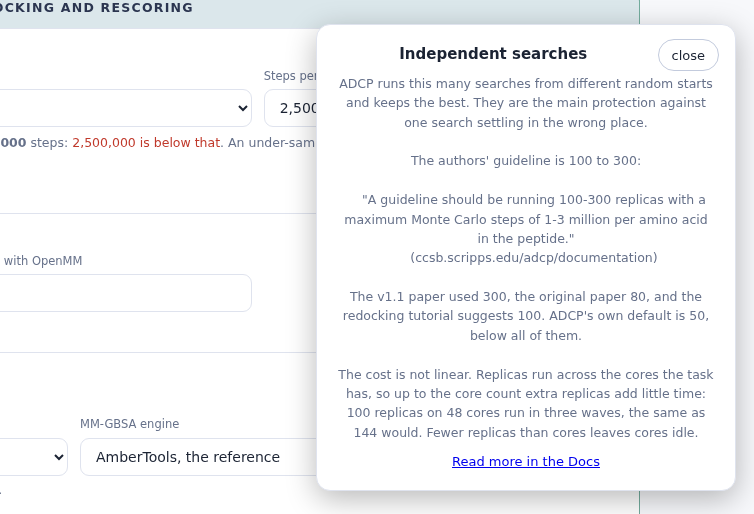 OCKING AND RESCORING
Steps per
2,500
000 steps: 2,500,000 is below that. An under-sam
with OpenMM
MM-GBSA engine
AmberTools, the reference
Independent searches
close
ADCP runs this many searches from different random starts
and keeps the best. They are the main protection against
one search settling in the wrong place.
The authors' guideline is 100 to 300:
"A guideline should be running 100-300 replicas with a
maximum Monte Carlo steps of 1-3 million per amino acid
in the peptide."
(ccsb.scripps.edu/adcp/documentation)
The v1.1 paper used 300, the original paper 80, and the
redocking tutorial suggests 100. ADCP's own default is 50,
below all of them.
The cost is not linear. Replicas run across the cores the task
has, so up to the core count extra replicas add little time:
100 replicas on 48 cores run in three waves, the same as
144 would. Fewer replicas than cores leaves cores idle.
Read more in the Docs